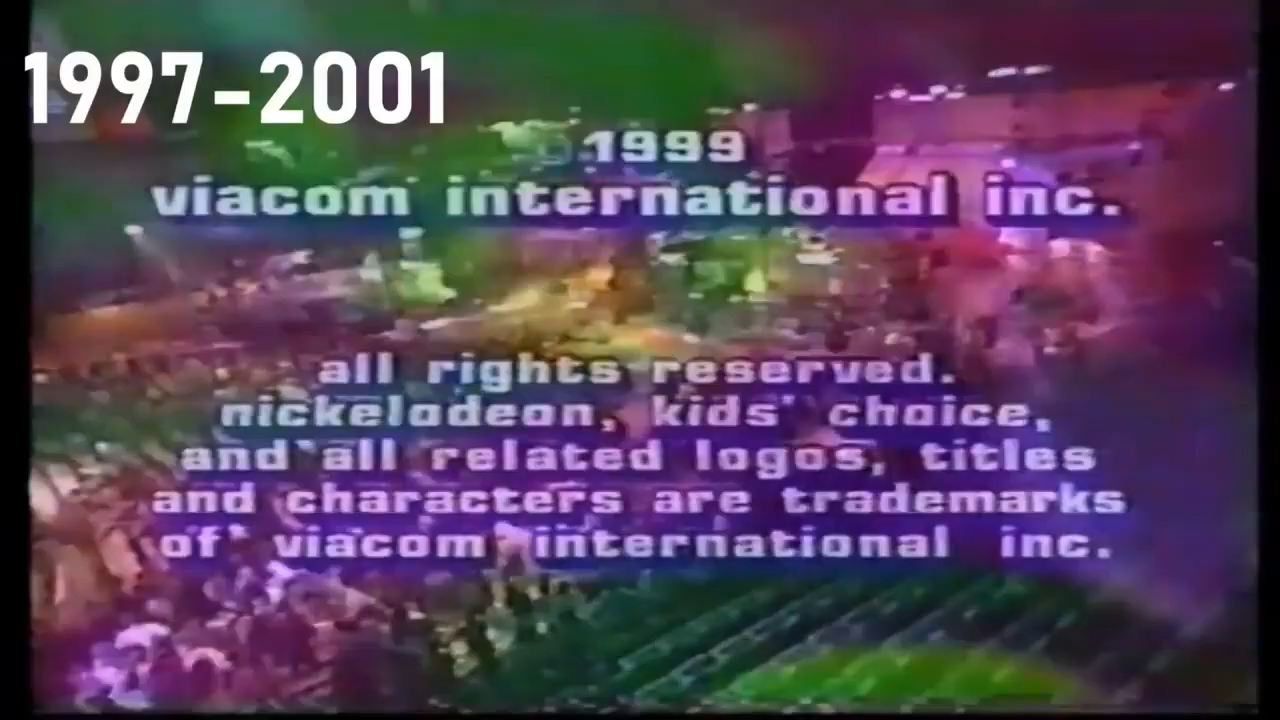 1997-2001
1999
viacom international inc.
all rights reserved.
nickelodeon, kids' choice,
and all related logos, titles
and characters are trademarks
of viacom international inc.